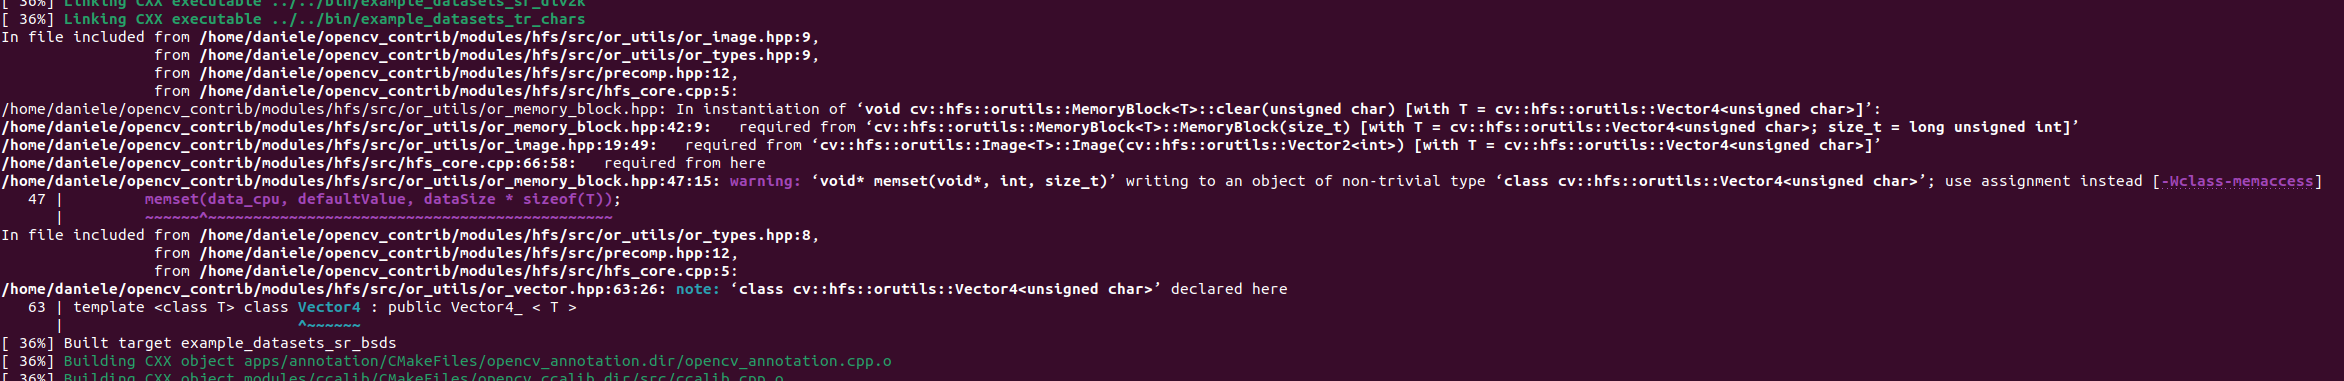 [ 36%] Linking CXX executable ../../bin/example_datasets_sr_div2k
[ 36%] Linking CXX executable ../../bin/example_datasets_tr_chars
In file included from /home/daniele/opencv_contrib/modules/hfs/src/or_utils/or_image.hpp:9,
                 from /home/daniele/opencv_contrib/modules/hfs/src/or_utils/or_types.hpp:9,
                 from /home/daniele/opencv_contrib/modules/hfs/src/precomp.hpp:12,
                 from /home/daniele/opencv_contrib/modules/hfs/src/hfs_core.cpp:5:
/home/daniele/opencv_contrib/modules/hfs/src/or_utils/or_memory_block.hpp: In instantiation of ‘void cv::hfs::orutils::MemoryBlock<T>::clear(unsigned char) [with T = cv::hfs::orutils::Vector4<unsigned char>]’:
/home/daniele/opencv_contrib/modules/hfs/src/or_utils/or_memory_block.hpp:42:9:   required from ‘cv::hfs::orutils::MemoryBlock<T>::MemoryBlock(size_t) [with T = cv::hfs::orutils::Vector4<unsigned char>; size_t = long unsigned int]’
/home/daniele/opencv_contrib/modules/hfs/src/or_utils/or_image.hpp:19:49:   required from ‘cv::hfs::orutils::Image<T>::Image(cv::hfs::orutils::Vector2<int>) [with T = cv::hfs::orutils::Vector4<unsigned char>]’
/home/daniele/opencv_contrib/modules/hfs/src/hfs_core.cpp:66:58:   required from here
/home/daniele/opencv_contrib/modules/hfs/src/or_utils/or_memory_block.hpp:47:15: warning: ‘void* memset(void*, int, size_t)’ writing to an object of non-trivial type ‘class cv::hfs::orutils::Vector4<unsigned char>’; use assignment instead [-Wclass-memaccess]
   47 |         memset(data_cpu, defaultValue, dataSize * sizeof(T));
      |         ~~~~~~^~~~~~~~~~~~~~~~~~~~~~~~~~~~~~~~~~~~~~~~~~~~~~
In file included from /home/daniele/opencv_contrib/modules/hfs/src/or_utils/or_types.hpp:8,
                 from /home/daniele/opencv_contrib/modules/hfs/src/precomp.hpp:12,
                 from /home/daniele/opencv_contrib/modules/hfs/src/hfs_core.cpp:5:
/home/daniele/opencv_contrib/modules/hfs/src/or_utils/or_vector.hpp:63:26: note: ‘class cv::hfs::orutils::Vector4<unsigned char>’ declared here
   63 | template <class T> class Vector4 : public Vector4_ < T >
      |                          ^~~~~~~
[ 36%] Built target example_datasets_sr_bsds
[ 36%] Building CXX object apps/annotation/CMakeFiles/opencv_annotation.dir/opencv_annotation.cpp.o
[ 36%] Building CXX object modules/ccalib/CMakeFiles/opencv_ccalib.dir/src/ccalib.cpp.o